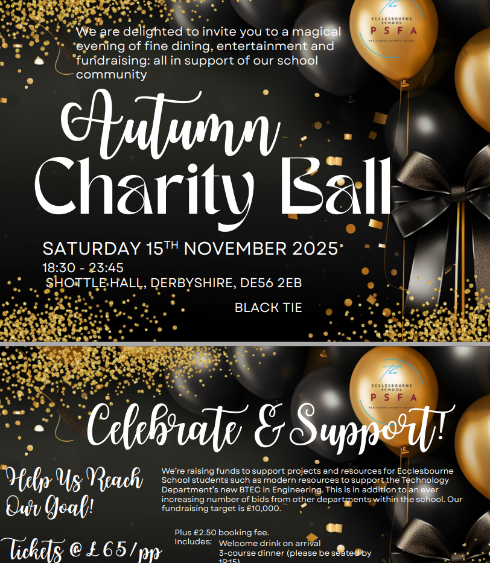 We are delighted to invite you to a magical
evening of fine dining, entertainment and
fundraising: all in support of our school
community
ECCLESBOURNE
SCHOOL
PSFA
Autumn
Charity Ball
SATURDAY 15TH NOVEMBER 2025
18:30 - 23:45
SHOTTLE HALL, DERBYSHIRE, DE56 2EB
BLACK TIE
The
ECCLESBOURNE
SCHOOL
PSFA
Celebrate & Support!
Help Us Reach
Our Goal!
We're raising funds to support projects and resources for Ecclesbourne
School students such as modern resources to support the Technology
Department's new BTEC in Engineering. This is in addition to an ever
increasing number of bids from other departments within the school. Our
fundraising target is £10,000.
Tickets @ £65/pp
Plus £2.50 booking fee.
Includes:
Welcome drink on arrival
3-course dinner (please be seated by
19:15)